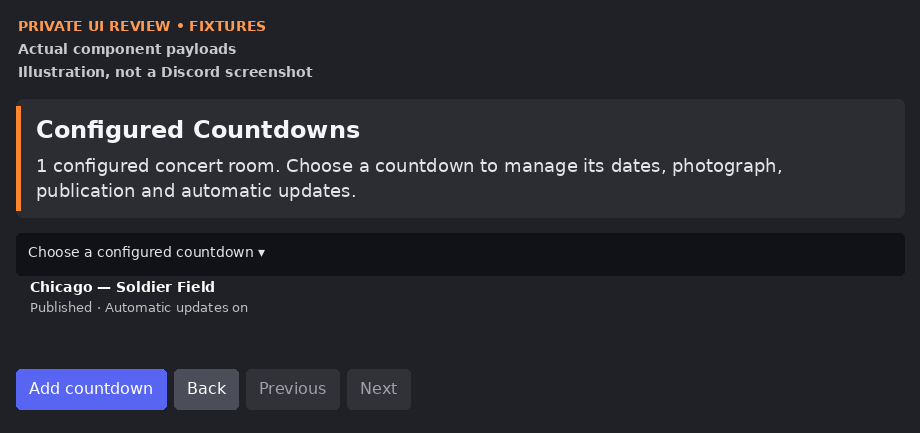 PRIVATE UI REVIEW • FIXTURES
Actual component payloads
Illustration, not a Discord screenshot
Configured Countdowns
1 configured concert room. Choose a countdown to manage its dates, photograph,
publication and automatic updates.
Choose a configured countdown ▾
Chicago — Soldier Field
Published · Automatic updates on
Add countdown Back Previous Next